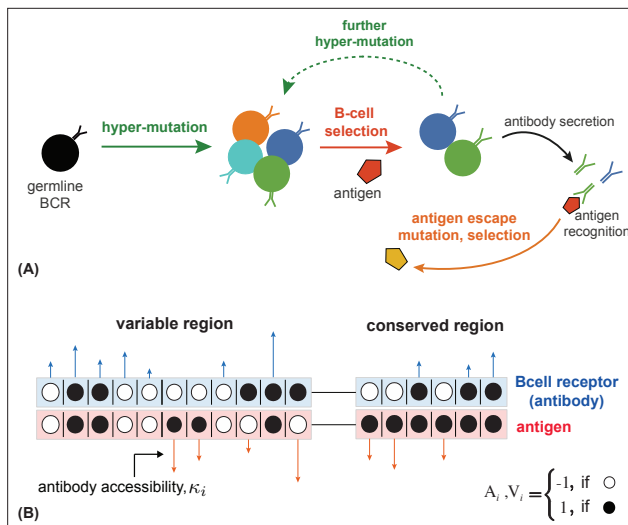 further
hyper-mutation
hyper-mutation
B-cell
selection
antibody secretion
germline
BCR
antigen
antigen
recognition
antigen escape
mutation, selection
(A)
variable region
conserved region
Bcell receptor
(antibody)
antigen
antibody accessibility, κi
Ai ,Vi = { -1, if ○
1, if ●
(B)